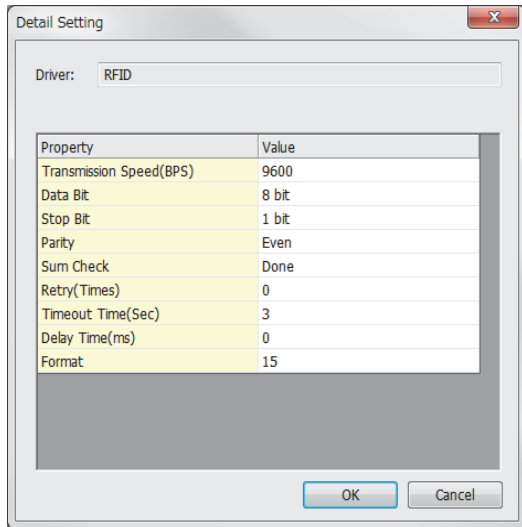 Detail Setting
Driver: RFID
Property Value
Transmission Speed(BPS) 9600
Data Bit 8 bit
Stop Bit 1 bit
Parity Even
Sum Check Done
Retry(Times) 0
Timeout Time(Sec) 3
Delay Time(ms) 0
Format 15
OK Cancel